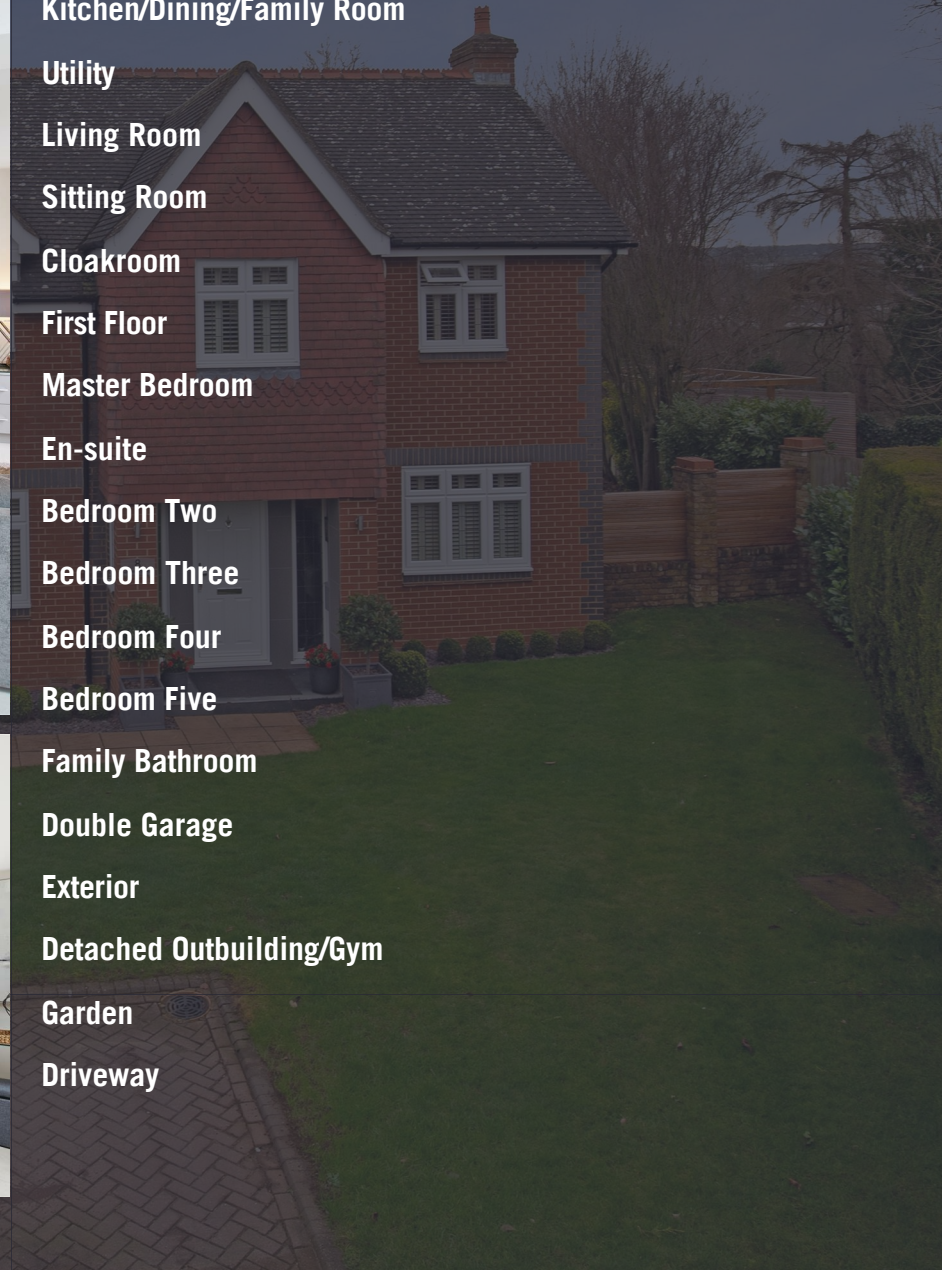 Kitchen/Dining/Family Room
Utility
Living Room
Sitting Room
Cloakroom
First Floor
Master Bedroom
En-suite
Bedroom Two
Bedroom Three
Bedroom Four
Bedroom Five
Family Bathroom
Double Garage
Exterior
Detached Outbuilding/Gym
Garden
Driveway